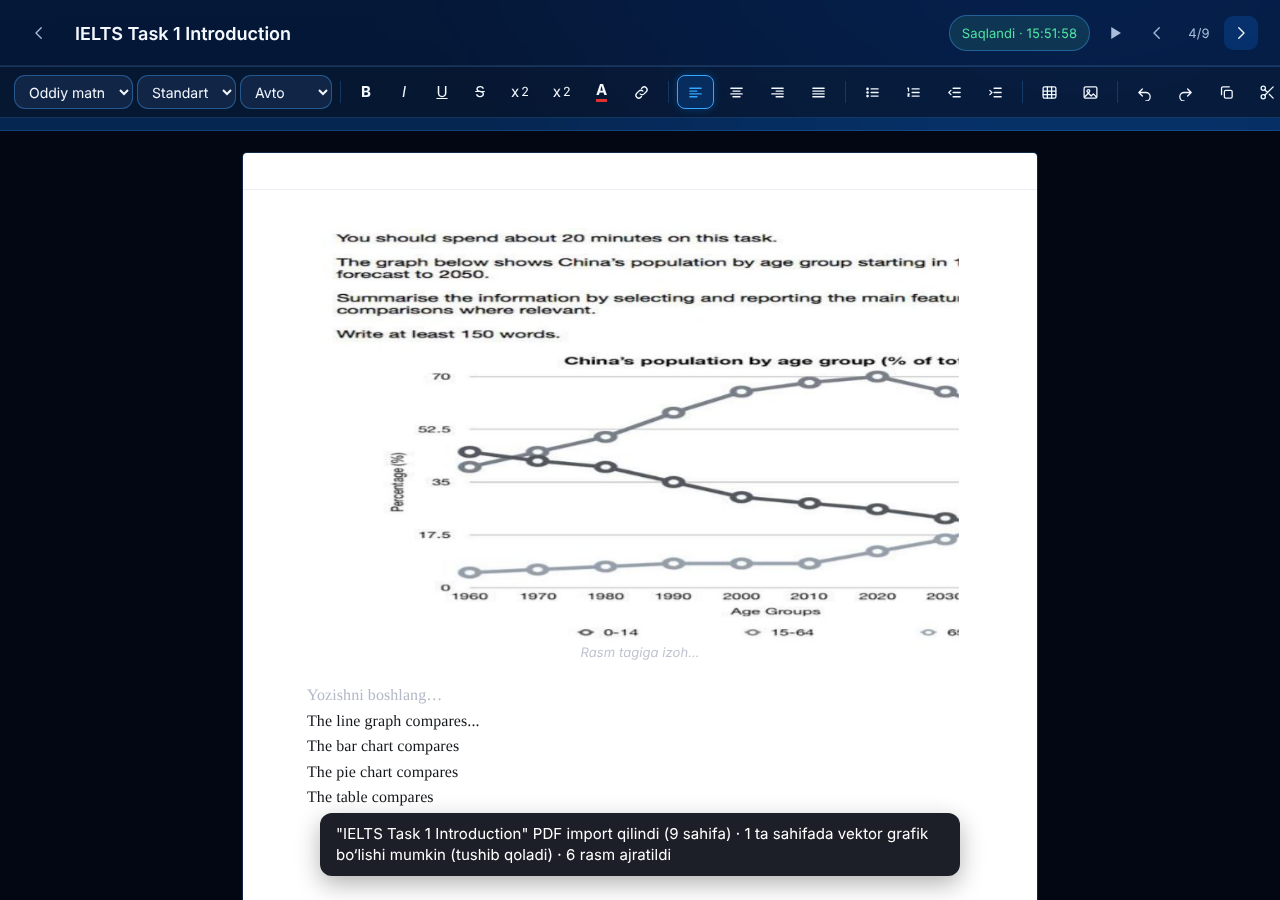 IELTS Task 1 Introduction
Saqlandi · 15:51:58
4/9
Oddiy matn
Standart
Avto
B I U S x2 x2 A
You should spend about 20 minutes on this task.
The graph below shows China's population by age group starting in
forecast to 2050.
Summarise the information by selecting and reporting the main
comparisons where relevant.
Write at least 150 words.
China's population by age group (% of
70
52.5
35
17.5
0
Percentage (%)
1960 1970 1980 1990 2000 2010 2020 2030
Age Groups
0-14 15-64
Rasm tagiga izoh...
Yozishni boshlang…
The line graph compares...
The bar chart compares
The pie chart compares
The table compares
"IELTS Task 1 Introduction" PDF import qilindi (9 sahifa) · 1 ta sahifada vektor grafik
bo‘lishi mumkin (tushib qoladi) · 6 rasm ajratildi